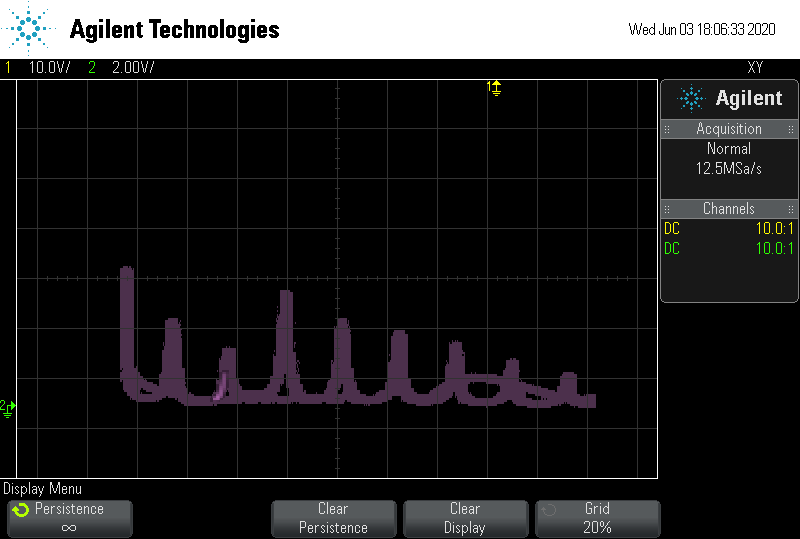 Agilent Technologies
Wed Jun 03 18:06:33 2020
1 10.0V/ 2 2.00V/ XY
1
Agilent
Acquisition
Normal
12.5MSa/s
Channels
DC 10.0:1
DC 10.0:1
2
Display Menu
Persistence
∞
Clear
Persistence
Clear
Display
Grid
20%